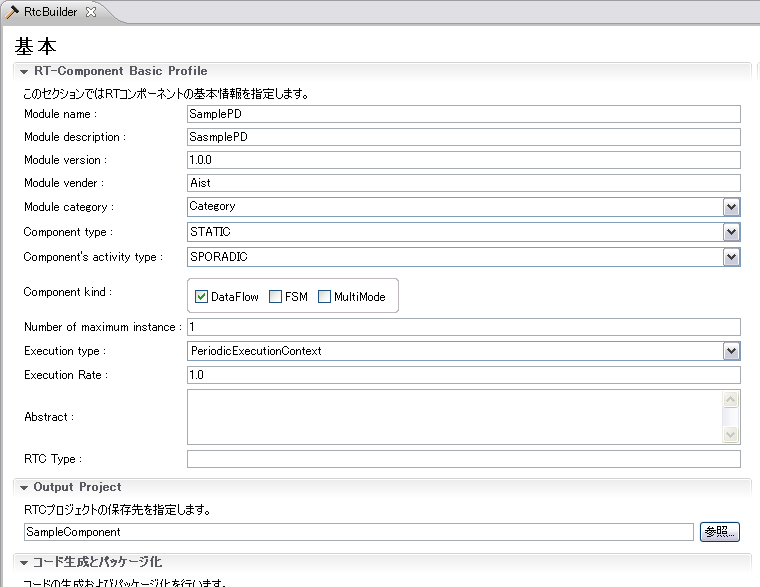 RtcBuilder
基本
RT-Component Basic Profile
このセクションではRTコンポーネントの基本情報を指定します。
Module name : SamplePD
Module description : SasmplePD
Module version : 1.0.0
Module vender : Aist
Module category : Category
Component type : STATIC
Component's activity type : SPORADIC
Component kind : DataFlow FSM MultiMode
Number of maximum instance : 1
Execution type : PeriodicExecutionContext
Execution Rate : 1.0
Abstract :
RTC Type :
Output Project
RTCプロジェクトの保存先を指定します。
SampleComponent 参照...
コード生成とパッケージ化
コードの生成およびパッケージ化を行います。